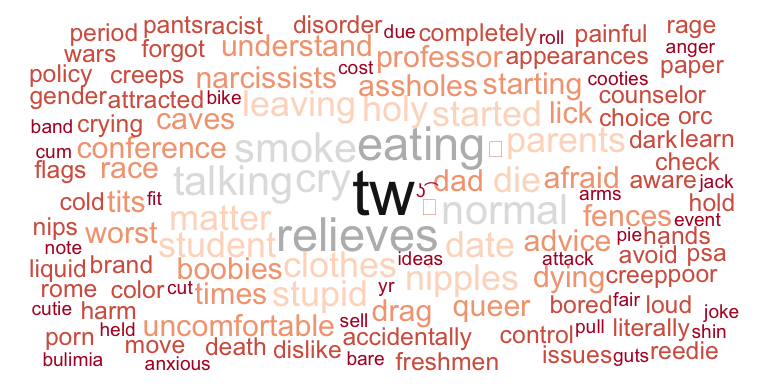 period pants racist disorder due completely roll painful rage
wars forgot understand professor appearances anger
policy creeps narcissists cost assholes starting cooties paper
gender attracted bike leaving holy started lick counselor
band crying caves smoke eating parents choice orc
cum conference dark learn
flags race talking cry tw dad die afraid aware check jack
cold tits fit normal arms hold
nips worst matter relieves fences event
note student date advice pie hands
liquid brand boobies clothes ideas nipples attack avoid psa
rome color cut times stupid yr dying creep poor
cutie harm drag queer bored fair loud joke
porn held uncomfortable sell accidentally control pull literally shin
bulimia move death dislike bare freshmen issues guts reedie
anxious